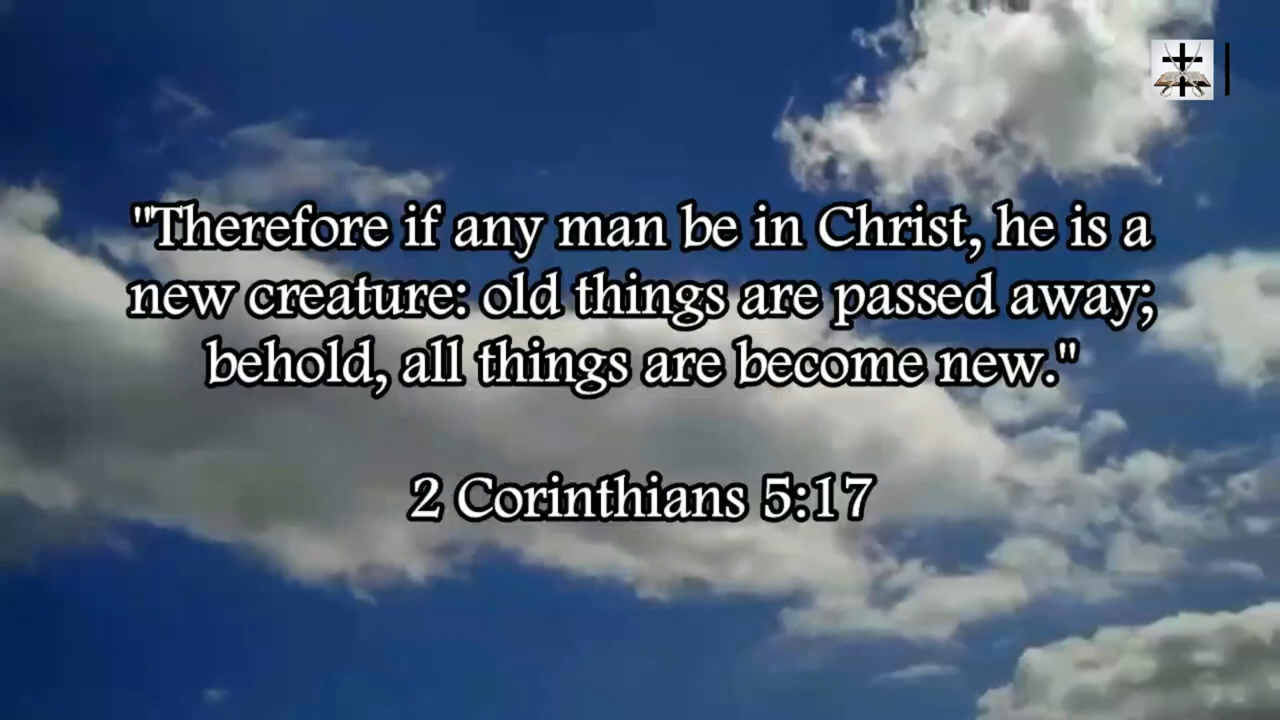 "Therefore if any man be in Christ, he is a
new creature: old things are passed away;
behold, all things are become new."
2 Corinthians 5:17